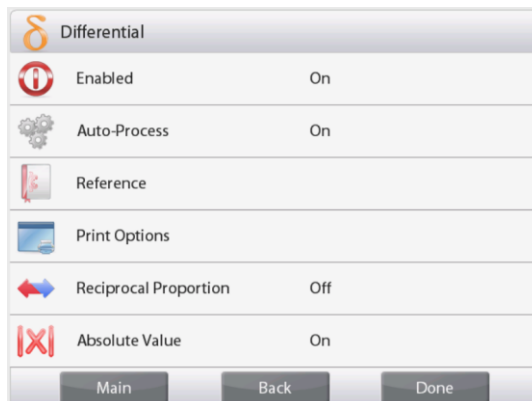 δ Differential
Enabled On
Auto-Process On
Reference
Print Options
Reciprocal Proportion Off
|X| Absolute Value On
Main Back Done